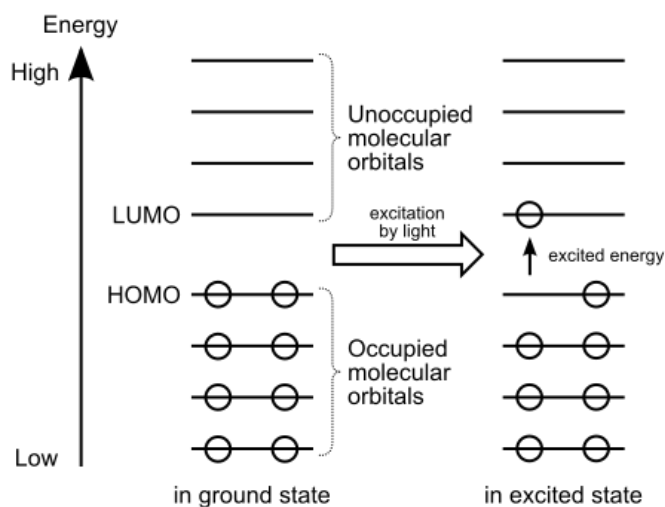 Energy
High
Unoccupied
molecular
orbitals
LUMO
excitation
by light
excited energy
HOMO
Occupied
molecular
orbitals
Low
in ground state
in excited state